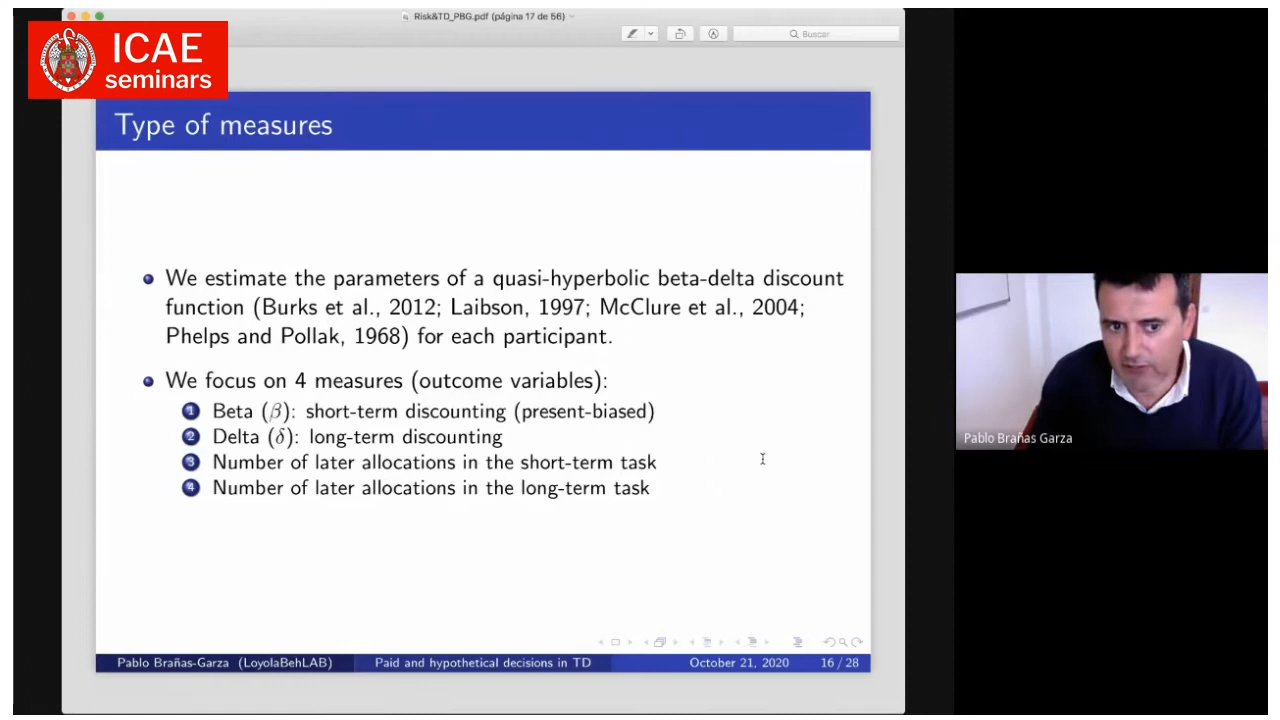 Risk&TD_PBG.pdf (página 17 de 56)
Buscar
ICAE
seminars
Type of measures
We estimate the parameters of a quasi-hyperbolic beta-delta discount
function (Burks et al., 2012; Laibson, 1997; McClure et al., 2004;
Phelps and Pollak, 1968) for each participant.
We focus on 4 measures (outcome variables):
1 Beta (β): short-term discounting (present-biased)
2 Delta (δ): long-term discounting
3 Number of later allocations in the short-term task
4 Number of later allocations in the long-term task
Pablo Brañas Garza
Pablo Brañas-Garza (LoyolaBehLAB) Paid and hypothetical decisions in TD October 21, 2020 16 / 28